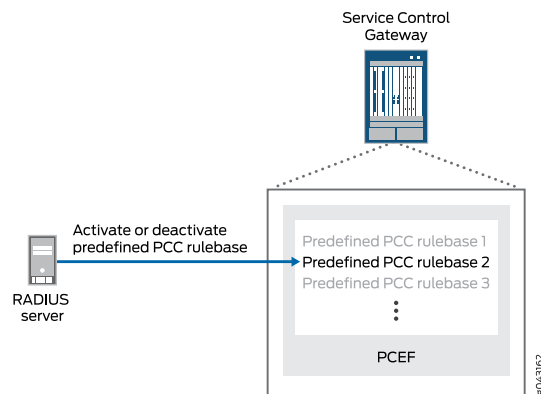 Service Control
Gateway
Activate or deactivate
predefined PCC rulebase
RADIUS
server
Predefined PCC rulebase 1
Predefined PCC rulebase 2
Predefined PCC rulebase 3
PCEF
g043162